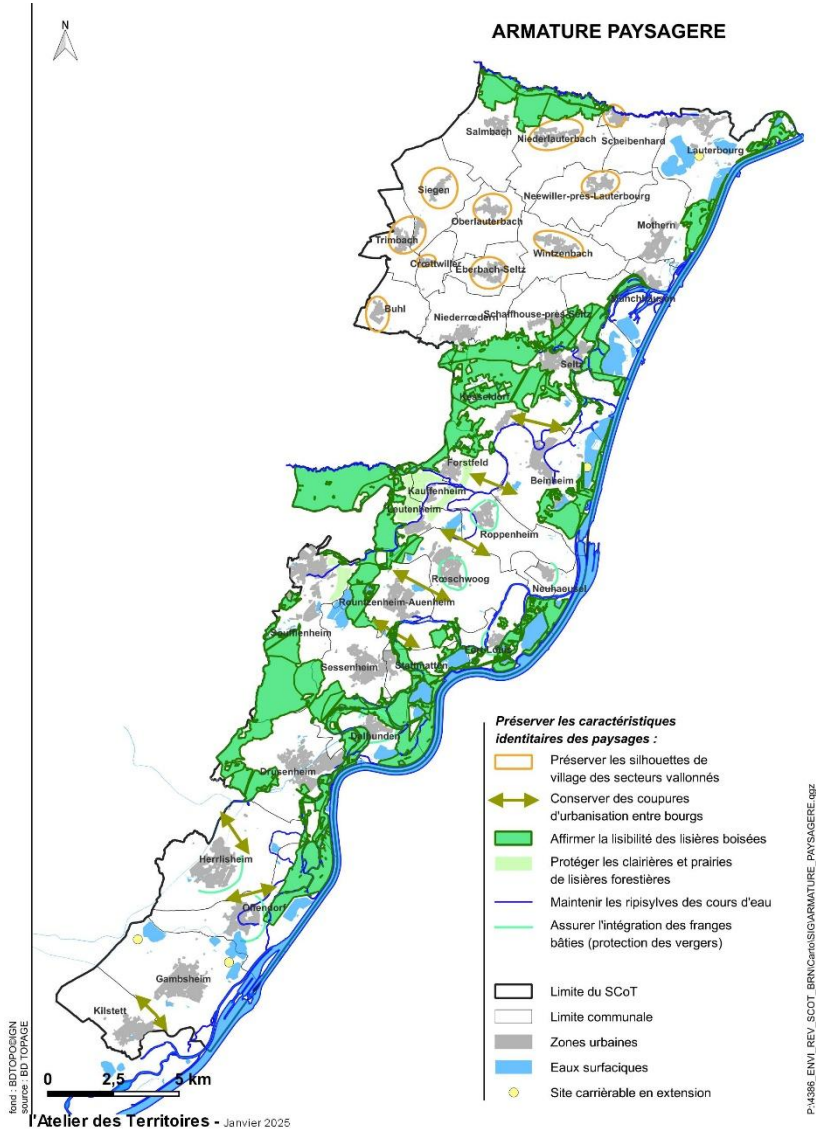 ARMATURE PAYSAGERE
N
Salmbach
Niederlauterbach
Scheibenhard
Lauterbourg
Siegen
Neewiller-près-Lauterbourg
Oberlauterbach
Mothern
Trimbach
Wintzenbach
Crœttwiller
Eberbach-Seltz
Munchhausen
Buhl
Schaffhouse-près-Seltz
Niederrœdern
Seltz
Kesseldorf
Forstfeld
Beinheim
Kauffenheim
Leutenheim
Roppenheim
Rœschwoog
Neuhaeusel
Rountzenheim-Auenheim
Soufflenheim
Fort-Louis
Sessenheim
Stattmatten
Dalhunden
Drusenheim
Herrlisheim
Offendorf
Gambsheim
Kilstett
Préserver les caractéristiques
identitaires des paysages :
Préserver les silhouettes de
village des secteurs vallonnés
Conserver des coupures
d'urbanisation entre bourgs
Affirmer la lisibilité des lisières boisées
Protéger les clairières et prairies
de lisières forestières
Maintenir les ripisylves des cours d'eau
Assurer l'intégration des franges
bâties (protection des vergers)
Limite du SCoT
Limite communale
Zones urbaines
Eaux surfaciques
Site carrièrable en extension
0 2,5 5 km
fond : BDTOPO©IGN
source : BD TOPAGE
l'Atelier des Territoires - Janvier 2025
P:\4386_ENVI_REV_SCOT_BRN\Carto\SIG\ARMATURE_PAYSAGERE.qgz